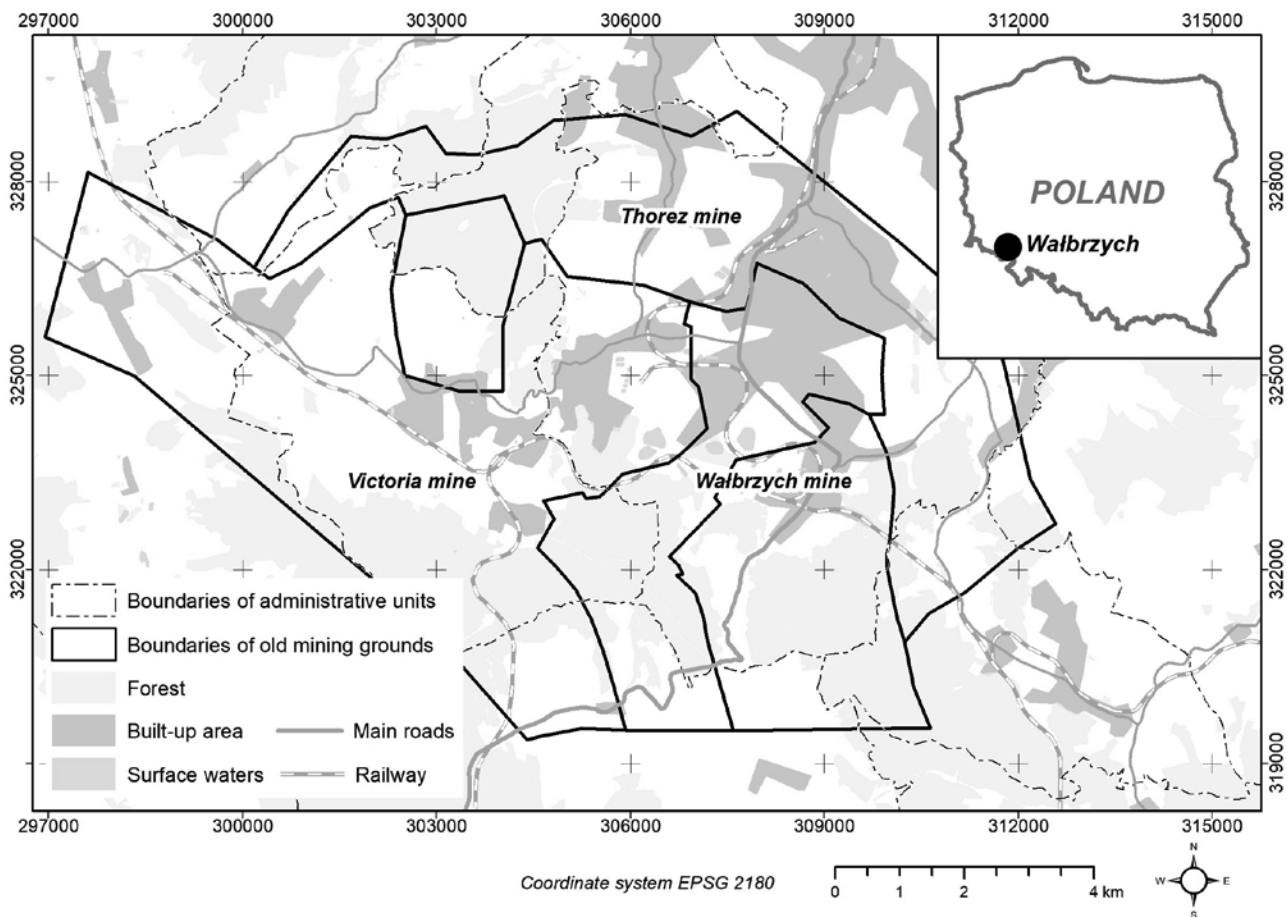 297000 300000 303000 306000 309000 312000 315000
328000 328000
POLAND
Wałbrzych
Thorez mine
325000 325000
Victoria mine Wałbrzych mine
322000 322000
Boundaries of administrative units
Boundaries of old mining grounds
Forest
Built-up area Main roads
Surface waters Railway
319000 319000
297000 300000 303000 306000 309000 312000 315000
Coordinate system EPSG 2180
0 1 2 4 km
N
W E
S